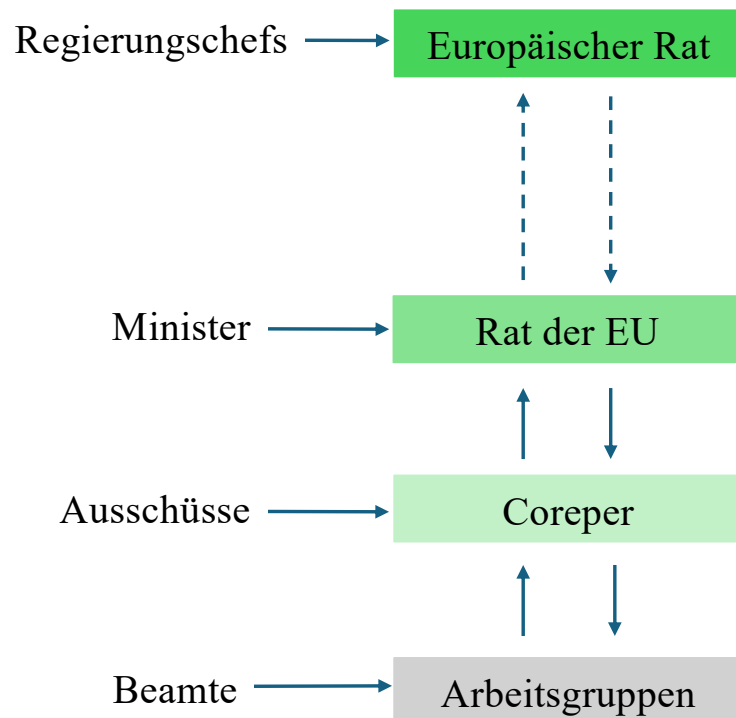 Regierungschefs
Europäischer Rat
Minister
Rat der EU
Ausschüsse
Coreper
Beamte
Arbeitsgruppen